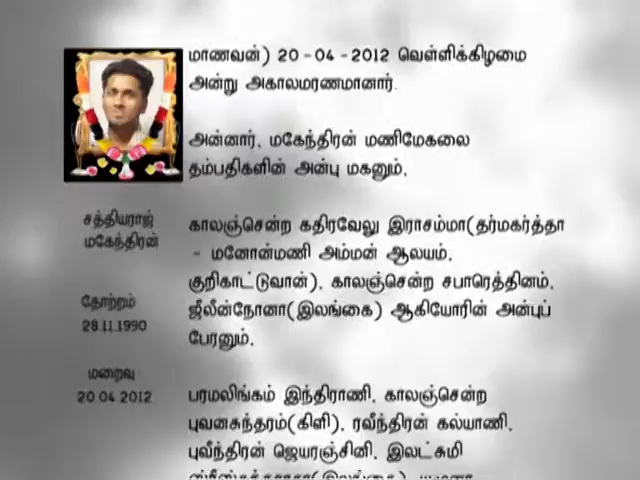 மாணவன்) 20 -04 -2012 வெள்ளிக்கிழமை
அன்று அகாலமரணமானார்.
அன்னார், மகேந்திரன் மணிமேகலை
தம்பதிகளின் அன்பு மகனும்,
சத்தியராஜ்
மகேந்திரன்
தோற்றம்
28.11.1990
மறைவு
20 04 2012
காலஞ்சென்ற கதிரவேலு இராசம்மா(தர்மகர்த்தா
- மனோன்மணி அம்மன் ஆலயம்,
குறிகாட்டுவான்), காலஞ்சென்ற சபாரெத்தினம்,
ஜீலீன்நோனா(இலங்கை) ஆகியோரின் அன்புப்
பேரனும்,
பரமலிங்கம் இந்திராணி, காலஞ்சென்ற
புவனசுந்தரம்(கிளி), ரவீந்திரன் கல்யாணி,
புவீந்திரன் ஜெயரஞ்சினி, இலட்சுமி